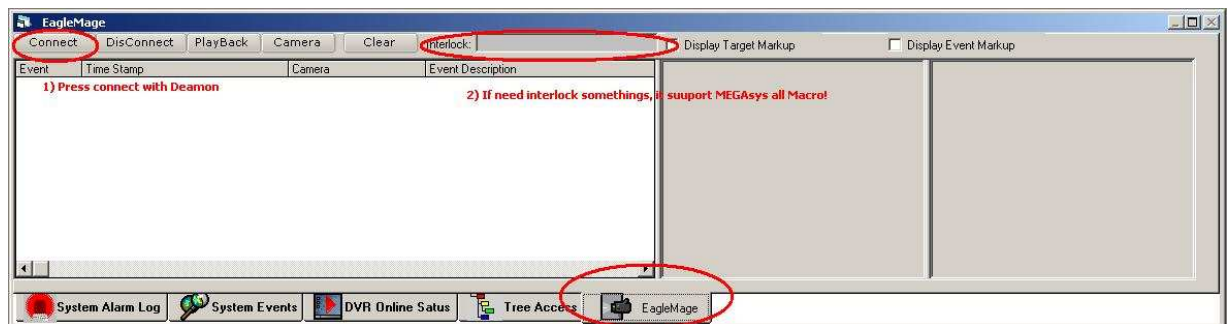 EagleMage
Connect DisConnect PlayBack Camera Clear Interlock: Display Target Markup Display Event Markup
Event Time Stamp Camera Event Description
1) Press connect with Deamon
2) If need interlock somethings, it suuport MEGAsys all Macro!
System Alarm Log System Events DVR Online Satus Tree Access EagleMage